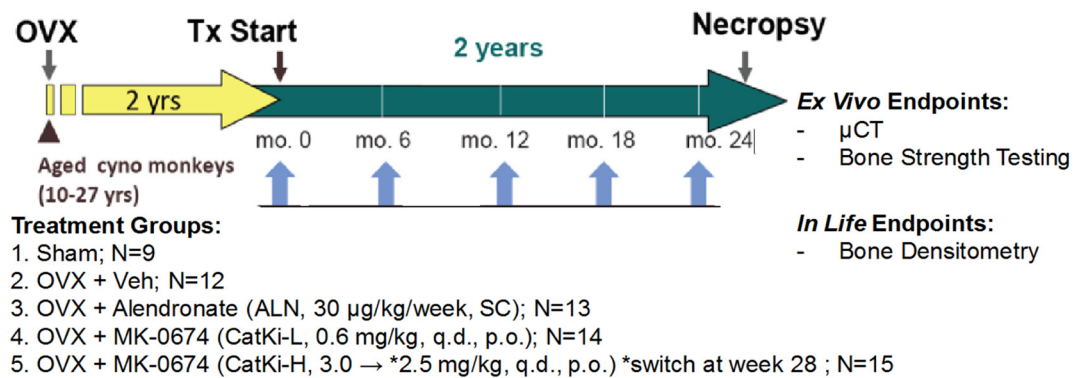 OVX
Tx Start
2 years
Necropsy
2 yrs
mo. 0
mo. 6
mo. 12
mo. 18
mo. 24
Aged cyno monkeys
(10-27 yrs)
Ex Vivo Endpoints:
- µCT
- Bone Strength Testing
In Life Endpoints:
- Bone Densitometry
Treatment Groups:
1. Sham; N=9
2. OVX + Veh; N=12
3. OVX + Alendronate (ALN, 30 µg/kg/week, SC); N=13
4. OVX + MK-0674 (CatKi-L, 0.6 mg/kg, q.d., p.o.); N=14
5. OVX + MK-0674 (CatKi-H, 3.0 → *2.5 mg/kg, q.d., p.o.) *switch at week 28 ; N=15